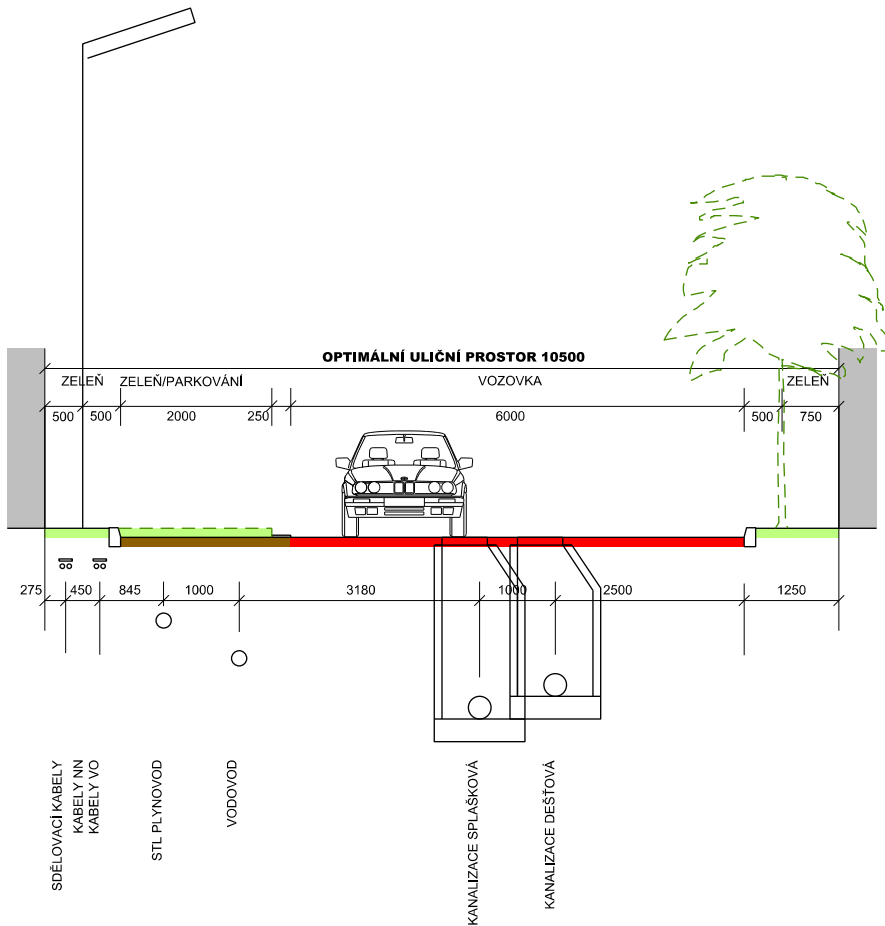 OPTIMÁLNÍ ULIČNÍ PROSTOR 10500
ZELEŇ ZELEŇ/PARKOVÁNÍ VOZOVKA ZELEŇ
500 500 2000 250 6000 500 750
275 450 845 1000 3180 1000 2500 1250
SDĚLOVACÍ KABELY
KABELY NN
KABELY VO
STL PLYNOVOD
VODOVOD
KANALIZACE SPLAŠKOVÁ
KANALIZACE DEŠŤOVÁ